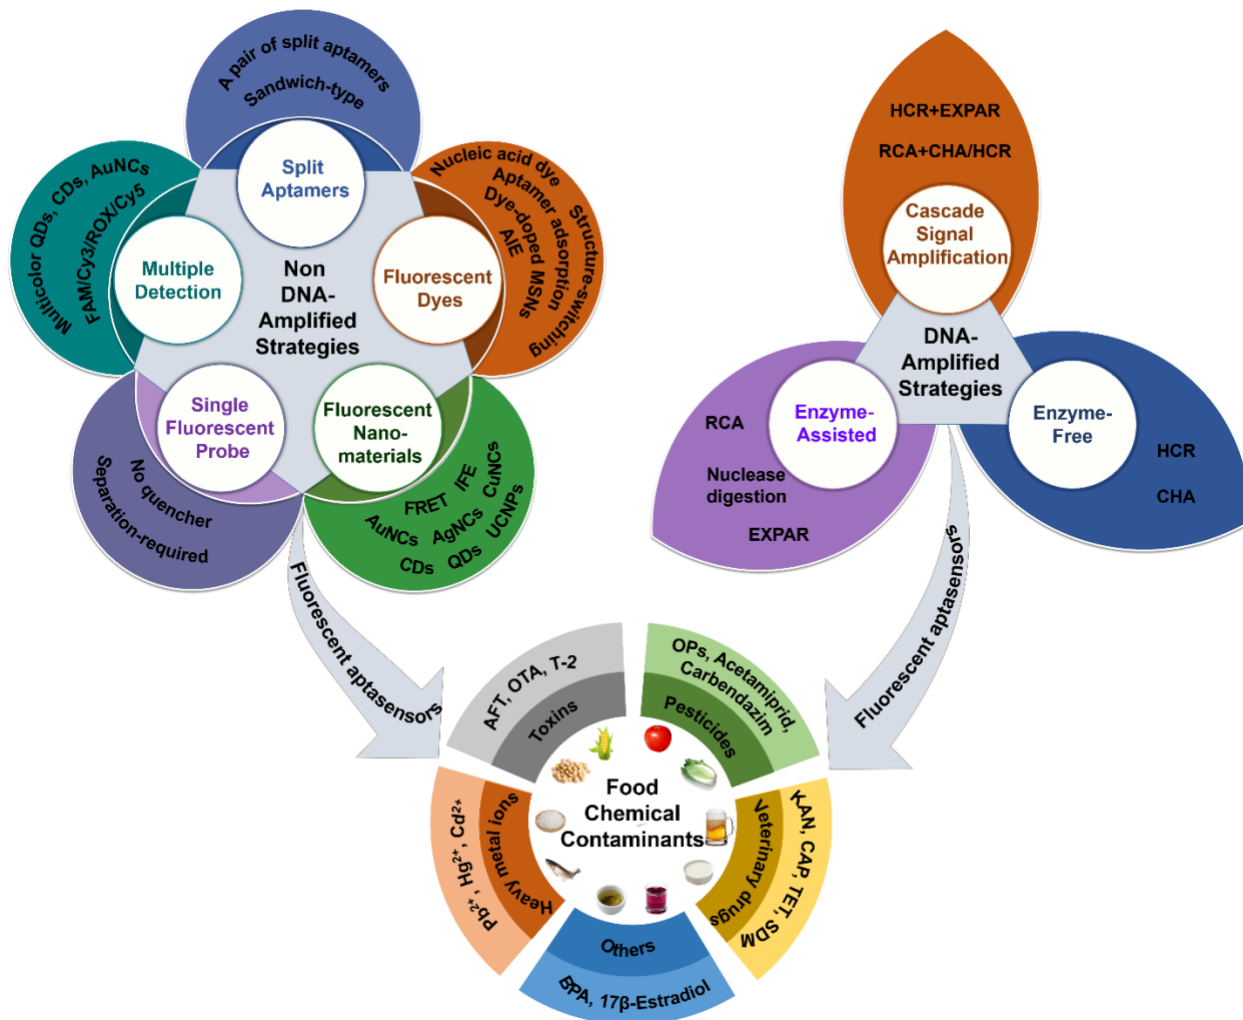 A pair of split aptamers
Sandwich-type
Split
Aptamers
Multicolor QDs, CDs, AuNCs
FAM/Cy3/ROX/Cy5
Multiple
Detection
Nucleic acid dye
Structure-switching
Aptamer adsorption
Dye-doped MSNs
AIE
Fluorescent
Dyes
Non
DNA-
Amplified
Strategies
Single
Fluorescent
Probe
No quencher
Separation-required
Fluorescent
Nano-
materials
FRET IFE
AuNCs AgNCs CuNCs
CDs QDs UCNPs
HCR+EXPAR
RCA+CHA/HCR
Cascade
Signal
Amplification
DNA-
Amplified
Strategies
Enzyme-
Assisted
RCA
Nuclease
digestion
EXPAR
Enzyme-
Free
HCR
CHA
Fluorescent aptasensors
Fluorescent aptasensors
AFT, OTA, T-2
Toxins
OPs, Acetamiprid,
Carbendazim
Pesticides
Pb²⁺, Hg²⁺, Cd²⁺
Heavy metal ions
Food
Chemical
Contaminants
KAN, CAP, TET, SDM
Veterinary drugs
Others
BPA, 17β-Estradiol